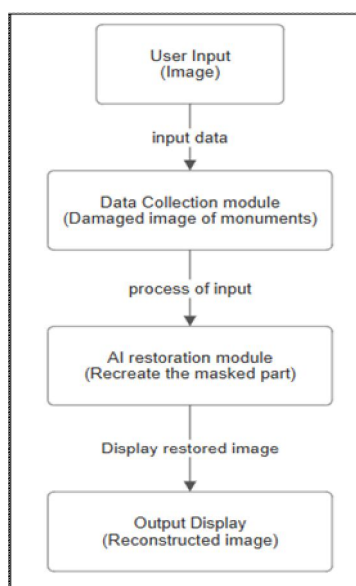 User Input
(Image)
input data
Data Collection module
(Damaged image of monuments)
process of input
AI restoration module
(Recreate the masked part)
Display restored image
Output Display
(Reconstructed image)